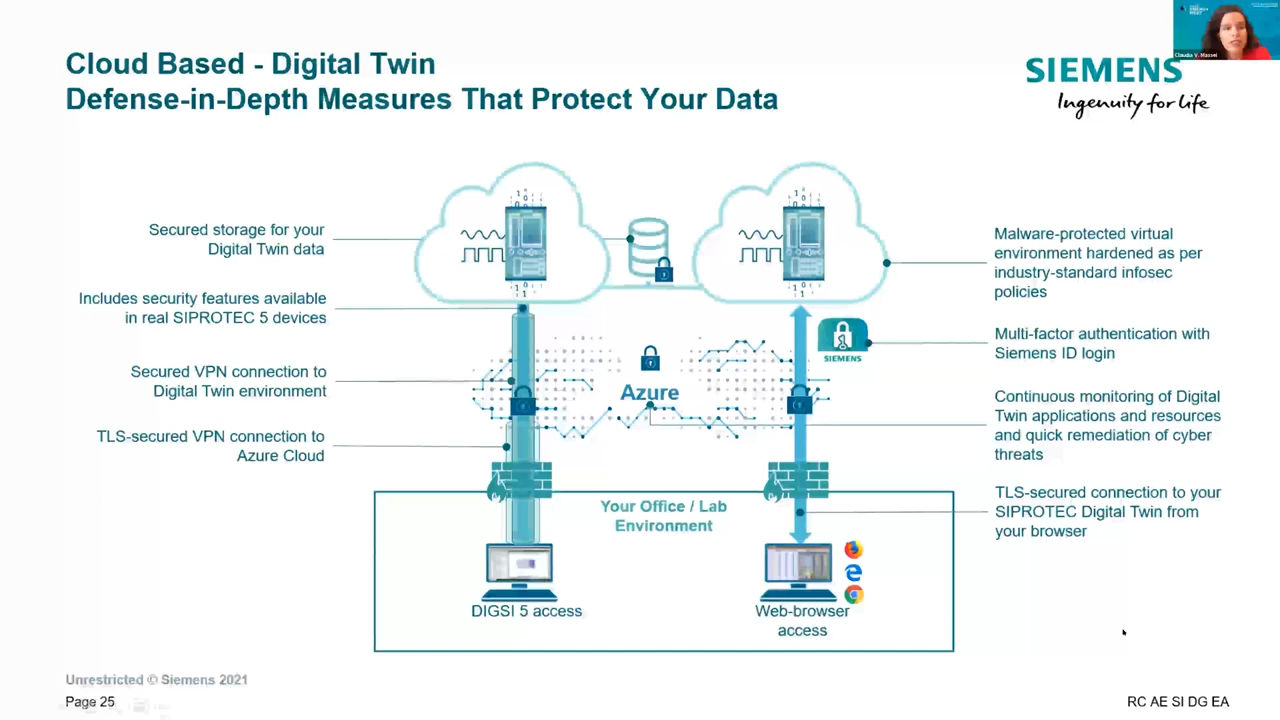 Cloud Based - Digital Twin
Defense-in-Depth Measures That Protect Your Data
Claudia V. Massei
SIEMENS
Ingenuity for life
Secured storage for your
Digital Twin data
Includes security features available
in real SIPROTEC 5 devices
Secured VPN connection to
Digital Twin environment
TLS-secured VPN connection to
Azure Cloud
Azure
SIEMENS
Malware-protected virtual
environment hardened as per
industry-standard infosec
policies
Multi-factor authentication with
Siemens ID login
Continuous monitoring of Digital
Twin applications and resources
and quick remediation of cyber
threats
TLS-secured connection to your
SIPROTEC Digital Twin from
your browser
Your Office / Lab
Environment
DIGSI 5 access
Web-browser
access
Unrestricted © Siemens 2021
Page 25
RC AE SI DG EA